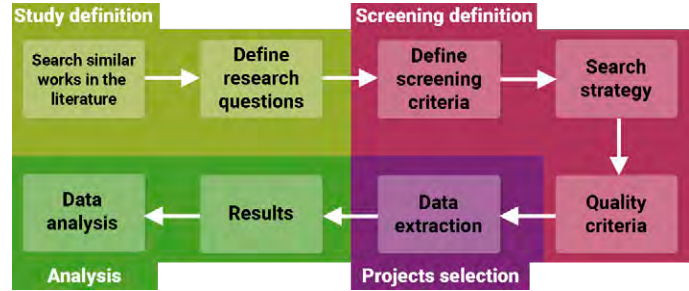 Study definition
Screening definition
Search similar
works in the
literature
Define
research
questions
Define
screening
criteria
Search
strategy
Data
analysis
Results
Data
extraction
Quality
criteria
Analysis
Projects selection